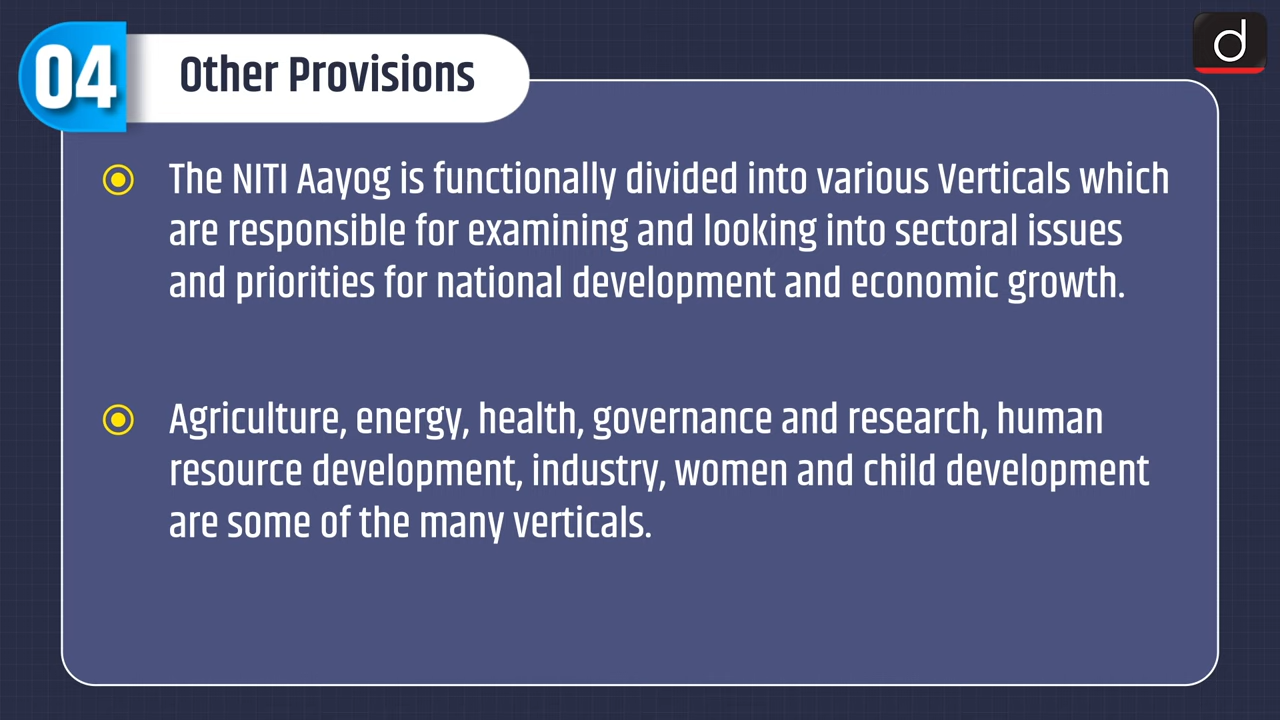 04
Other Provisions
d
The NITI Aayog is functionally divided into various Verticals which
are responsible for examining and looking into sectoral issues
and priorities for national development and economic growth.
Agriculture, energy, health, governance and research, human
resource development, industry, women and child development
are some of the many verticals.